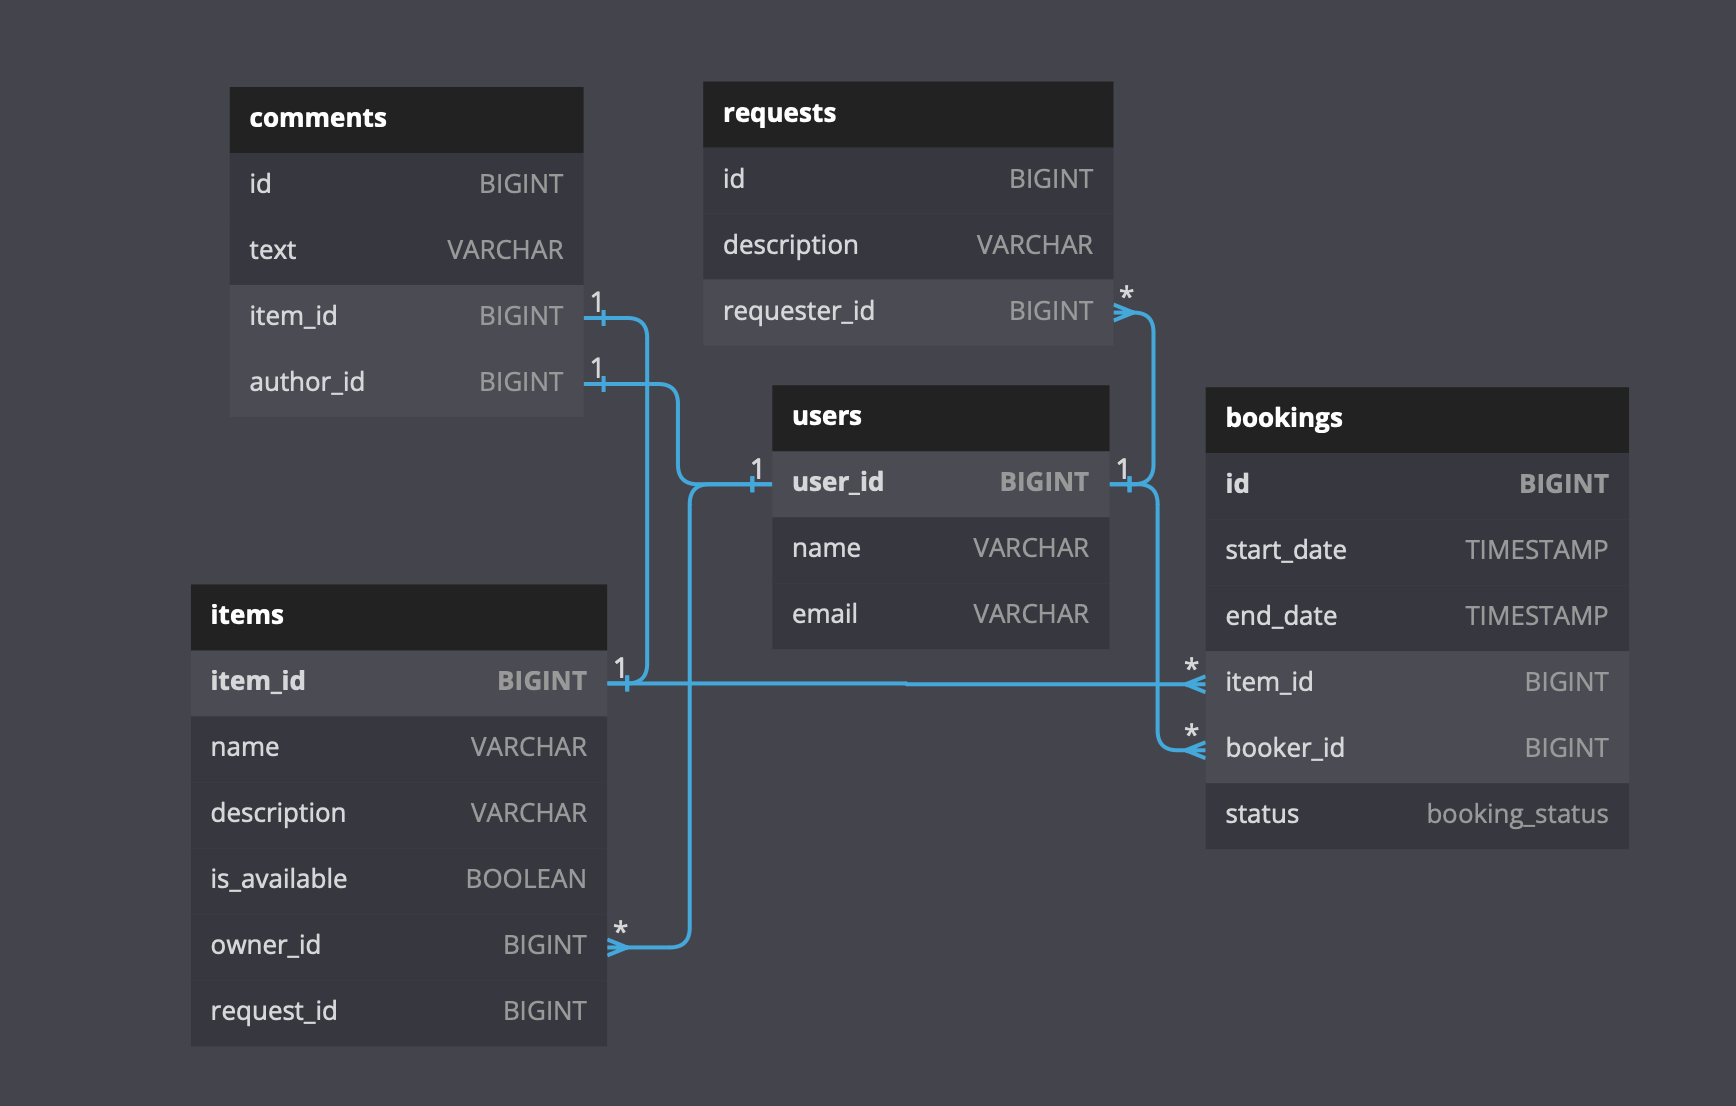 comments
id BIGINT
text VARCHAR
item_id BIGINT 1
author_id BIGINT 1
requests
id BIGINT
description VARCHAR
requester_id BIGINT *
users
1 user_id BIGINT 1
name VARCHAR
email VARCHAR
bookings
id BIGINT
start_date TIMESTAMP
end_date TIMESTAMP
* item_id BIGINT
* booker_id BIGINT
status booking_status
items
item_id BIGINT 1
name VARCHAR
description VARCHAR
is_available BOOLEAN
owner_id BIGINT *
request_id BIGINT